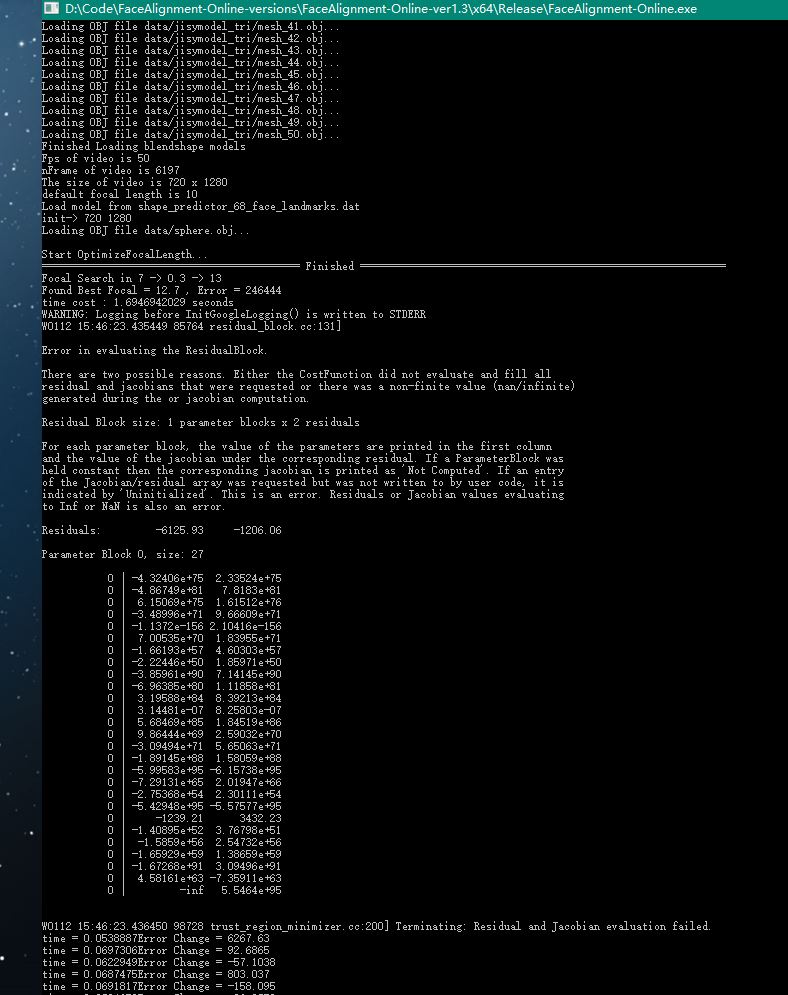 D:\Code\FaceAlignment-Online-versions\FaceAlignment-Online-ver1.3\x64\Release\FaceAlignment-Online.exe
Loading OBJ file data/jisymodel_tri/mesh_41.obj...
Loading OBJ file data/jisymodel_tri/mesh_42.obj...
Loading OBJ file data/jisymodel_tri/mesh_43.obj...
Loading OBJ file data/jisymodel_tri/mesh_44.obj...
Loading OBJ file data/jisymodel_tri/mesh_45.obj...
Loading OBJ file data/jisymodel_tri/mesh_46.obj...
Loading OBJ file data/jisymodel_tri/mesh_47.obj...
Loading OBJ file data/jisymodel_tri/mesh_48.obj...
Loading OBJ file data/jisymodel_tri/mesh_49.obj...
Loading OBJ file data/jisymodel_tri/mesh_50.obj...
Finished Loading blendshape models
Fps of video is 50
nFrame of video is 6197
The size of video is 720 x 1280
default focal length is 10
Load model from shape_predictor_68_face_landmarks.dat
init-> 720 1280
Loading OBJ file data/sphere.obj...
Start OptimizeFocalLength...
Finished
Focal Search in 7 -> 0.3 -> 13
Found Best Focal = 12.7 , Error = 246444
time cost : 1.6946942029 seconds
WARNING: Logging before InitGoogleLogging() is written to STDERR
W0112 15:46:23.435449 85764 residual_block.cc:131]
Error in evaluating the ResidualBlock.
There are two possible reasons. Either the CostFunction did not evaluate and fill all
residual and jacobians that were requested or there was a non-finite value (nan/infinite)
generated during the or jacobian computation.
Residual Block size: 1 parameter blocks x 2 residuals
For each parameter block, the value of the parameters are printed in the first column
and the value of the jacobian under the corresponding residual. If a ParameterBlock was
held constant then the corresponding jacobian is printed as 'Not Computed'. If an entry
of the Jacobian/residual array was requested but was not written to by user code, it is
indicated by 'Uninitialized'. This is an error. Residuals or Jacobian values evaluating
to Inf or NaN is also an error.
Residuals: -6125.93 -1206.06
Parameter Block 0, size: 27
0 | -4.32406e+75 2.33524e+75
0 | -4.86749e+81 7.8183e+81
0 | 6.15069e+75 1.61512e+76
0 | -3.48996e+71 9.66609e+71
0 | -1.1372e-156 2.10416e-156
0 | 7.00535e+70 1.83955e+71
0 | -1.66193e+57 4.60303e+57
0 | -2.22446e+50 1.85971e+50
0 | -3.85961e+90 7.14145e+90
0 | -6.96385e+80 1.11858e+81
0 | 3.19588e+84 8.39213e+84
0 | 3.14481e-07 8.25803e-07
0 | 5.68469e+85 1.84519e+86
0 | 9.86444e+69 2.59032e+70
0 | -3.09494e+71 5.65063e+71
0 | -1.89145e+88 1.58059e+88
0 | -5.99583e+95 -6.15738e+95
0 | -7.29131e+65 2.01947e+66
0 | -2.75368e+54 2.30111e+54
0 | -5.42948e+95 -5.57577e+95
0 | -1239.21 3432.23
0 | -1.40895e+52 3.76798e+51
0 | -1.5859e+56 2.54732e+56
0 | -1.65929e+59 1.38659e+59
0 | -1.67268e+91 3.09496e+91
0 | 4.58161e+63 -7.35911e+63
0 | -inf 5.5464e+95
W0112 15:46:23.436450 98728 trust_region_minimizer.cc:200] Terminating: Residual and Jacobian evaluation failed.
time = 0.0538887Error Change = 6267.63
time = 0.0697306Error Change = 92.6865
time = 0.0622949Error Change = -57.1038
time = 0.0687475Error Change = 803.037
time = 0.0691817Error Change = -158.095